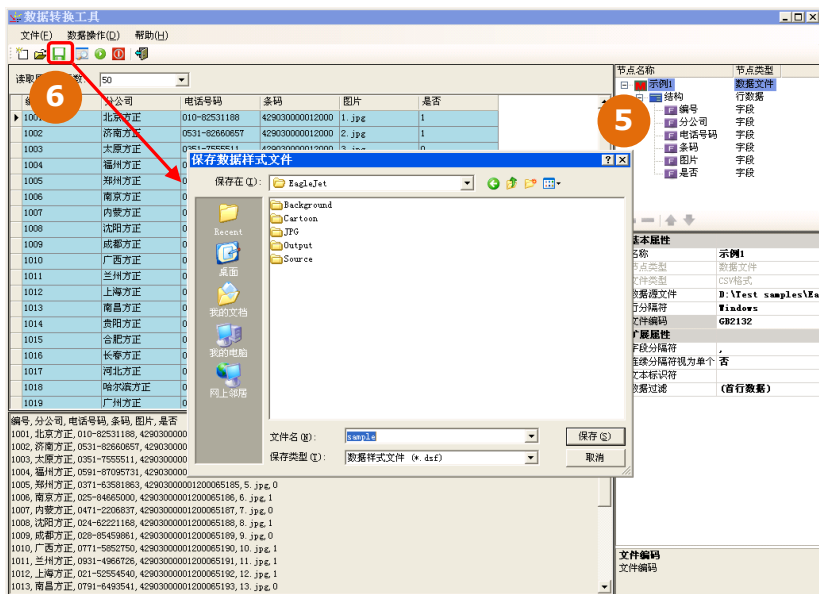 数据转换工具
文件(F) 数据操作(D) 帮助(H)
50
6
分公司 电话号码 条码 图片 是否
1001 北京方正 010-82531188 429030000012000 1.jpg 1
1002 济南方正 0531-82660657 429030000012000 2.jpg 1
1003 太原方正 0351-7555511 429030000012000 3.jpg 0
1004 福州方正
1005 郑州方正
1006 南京方正
1007 内蒙方正
1008 沈阳方正
1009 成都方正
1010 广西方正
1011 兰州方正
1012 上海方正
1013 南昌方正
1014 贵阳方正
1015 合肥方正
1016 长春方正
1017 河北方正
1018 哈尔滨方正
1019 广州方正
保存数据样式文件
保存在(I): EagleJet
Recent
桌面
我的文档
我的电脑
网上邻居
Background
Cartoon
JPG
Output
Source
文件名(N): sample 保存(S)
保存类型(T): 数据样式文件 (*.dsf) 取消
节点名称 节点类型
示例1 数据文件
结构 行数据
编号 字段
分公司 字段
电话号码 字段
条码 字段
图片 字段
是否 字段
5
基本属性
名称 示例1
节点类型 数据文件
文件类型 CSV格式
数据源文件 D:\Test samples\Ea
行分隔符 Windows
文件编码 GB2132
扩展属性
字段分隔符 ,
连续分隔符视为单个 否
文本标识符
数据过滤 (首行数据)
文件编码
文件编码
编号,分公司,电话号码,条码,图片,是否
1001,北京方正,010-82531188,4290300000
1002,济南方正,0531-82660657,429030000
1003,太原方正,0351-7555511,4290300000
1004,福州方正,0591-87095731,429030000
1005,郑州方正,0371-63581863,4290300001200065185,5.jpg,0
1006,南京方正,025-84665000,4290300001200065186,6.jpg,1
1007,内蒙方正,0471-2206837,4290300001200065187,7.jpg,0
1008,沈阳方正,024-62221168,4290300001200065188,8.jpg,1
1009,成都方正,028-85459861,4290300001200065189,9.jpg,0
1010,广西方正,0771-5852750,4290300001200065190,10.jpg,1
1011,兰州方正,0931-4966726,4290300001200065191,11.jpg,1
1012,上海方正,021-52554540,4290300001200065192,12.jpg,1
1013,南昌方正,0791-6493541,4290300001200065193,13.jpg,0